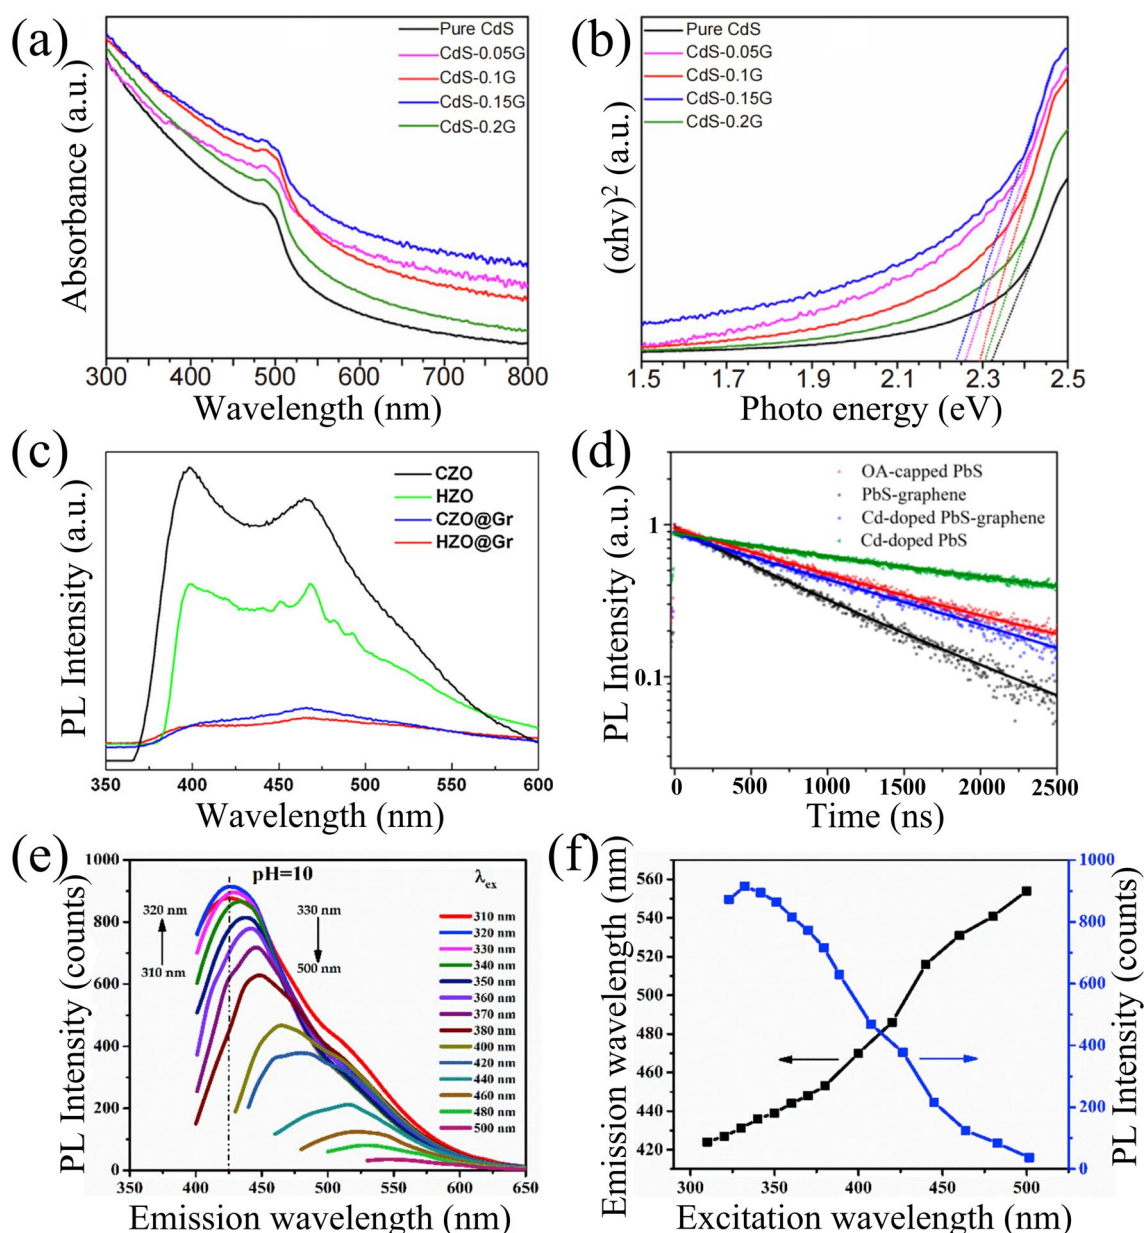 (a)
Absorbance (a.u.)
Pure CdS
CdS-0.05G
CdS-0.1G
CdS-0.15G
CdS-0.2G
300 400 500 600 700 800
Wavelength (nm)
(b)
(αhν)² (a.u.)
Pure CdS
CdS-0.05G
CdS-0.1G
CdS-0.15G
CdS-0.2G
1.5 1.7 1.9 2.1 2.3 2.5
Photo energy (eV)
(c)
PL Intensity (a.u.)
CZO
HZO
CZO@Gr
HZO@Gr
350 400 450 500 550 600
Wavelength (nm)
(d)
PL Intensity (a.u.)
OA-capped PbS
PbS-graphene
Cd-doped PbS-graphene
Cd-doped PbS
1
0.1
0 500 1000 1500 2000 2500
Time (ns)
(e)
PL Intensity (counts)
1000
800
600
400
200
0
pH=10
320 nm
310 nm
330 nm
500 nm
λex
310 nm
320 nm
330 nm
340 nm
350 nm
360 nm
370 nm
380 nm
400 nm
420 nm
440 nm
460 nm
480 nm
500 nm
350 400 450 500 550 600 650
Emission wavelength (nm)
(f)
Emission wavelength (nm)
560
540
520
500
480
460
440
420
1000
800
600
400
200
0
PL Intensity (counts)
300 350 400 450 500
Excitation wavelength (nm)